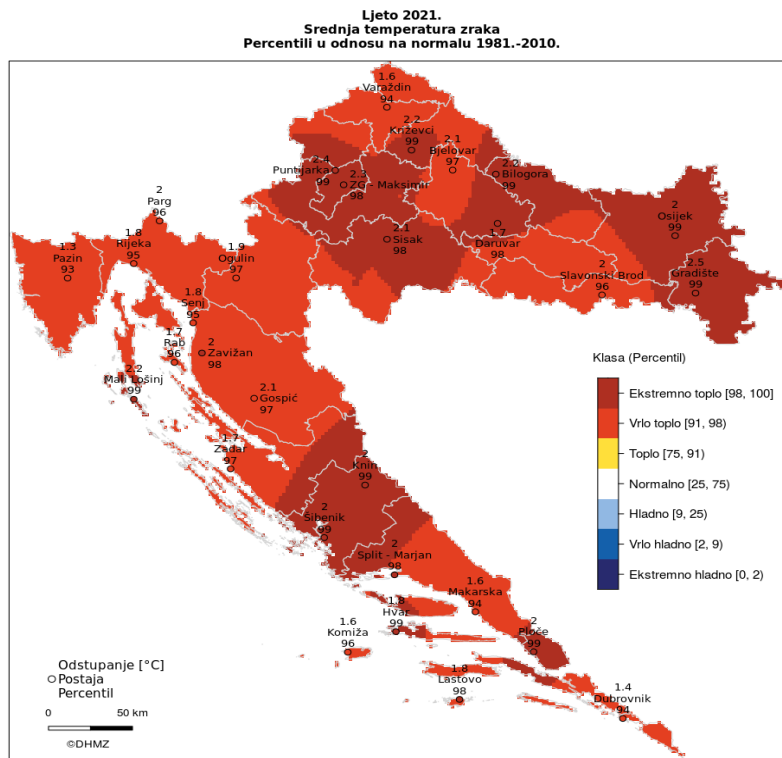 Ljeto 2021.
Srednja temperatura zraka
Percentili u odnosu na normalu 1981.-2010.
1.6
Varaždin
94
2.2
Križevci
99
2.1
Bjelovar
97
2.4
Puntijarka
99
2.3
ZG - Maksimir
98
2.2
Bilogora
99
2
Parg
96
2
Osijek
99
1.8
Rijeka
95
1.3
Pazin
93
1.9
Ogulin
97
2.1
Sisak
98
1.7
Daruvar
98
2
Slavonski Brod
96
2.5
Gradište
99
1.8
Senj
95
1.7
Rab
96
2
Zavižan
98
2.2
Mali Lošinj
99
2.1
Gospić
97
1.7
Zadar
97
2
Knin
99
2
Šibenik
99
2
Split - Marjan
98
1.6
Makarska
94
1.8
Hvar
99
1.6
Komiža
96
2
Ploče
99
1.8
Lastovo
98
1.4
Dubrovnik
94
Klasa (Percentil)
Ekstremno toplo [98, 100]
Vrlo toplo [91, 98)
Toplo [75, 91)
Normalno [25, 75)
Hladno [9, 25)
Vrlo hladno [2, 9)
Ekstremno hladno [0, 2)
Odstupanje [°C]
Postaja
Percentil
0 50 km
©DHMZ